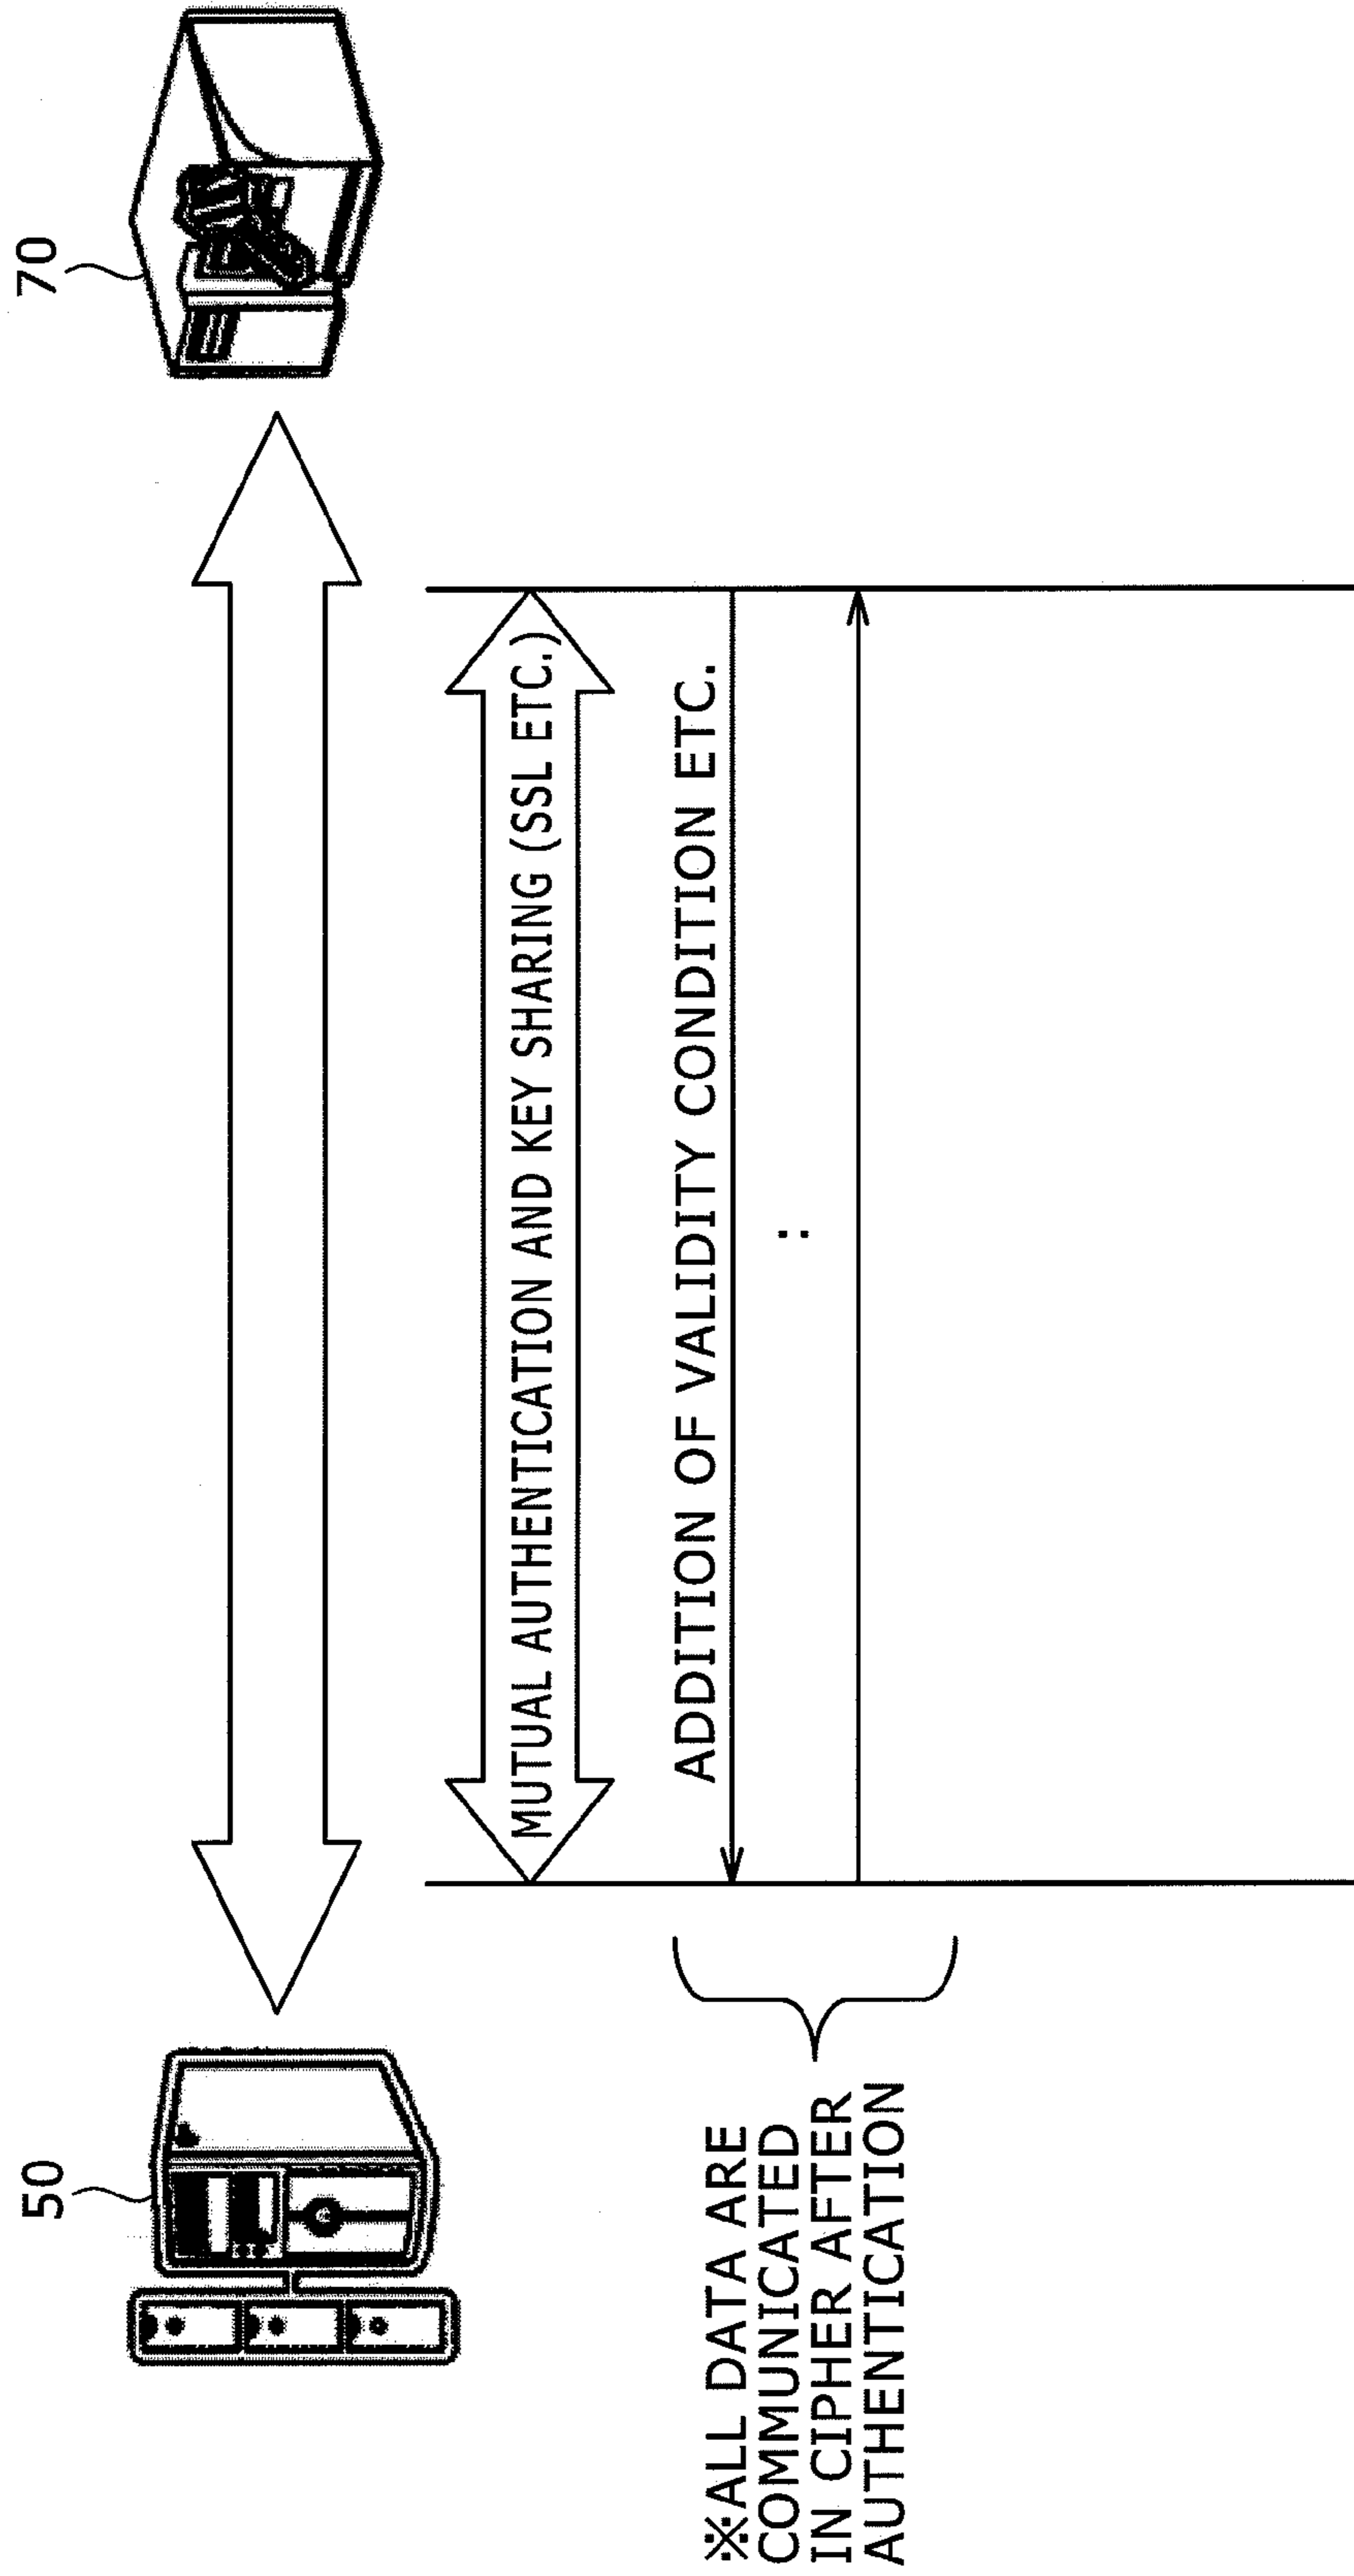 50
70
MUTUAL AUTHENTICATION AND KEY SHARING (SSL ETC.)
ADDITION OF VALIDITY CONDITION ETC.
:
※ALL DATA ARE
COMMUNICATED
IN CIPHER AFTER
AUTHENTICATION